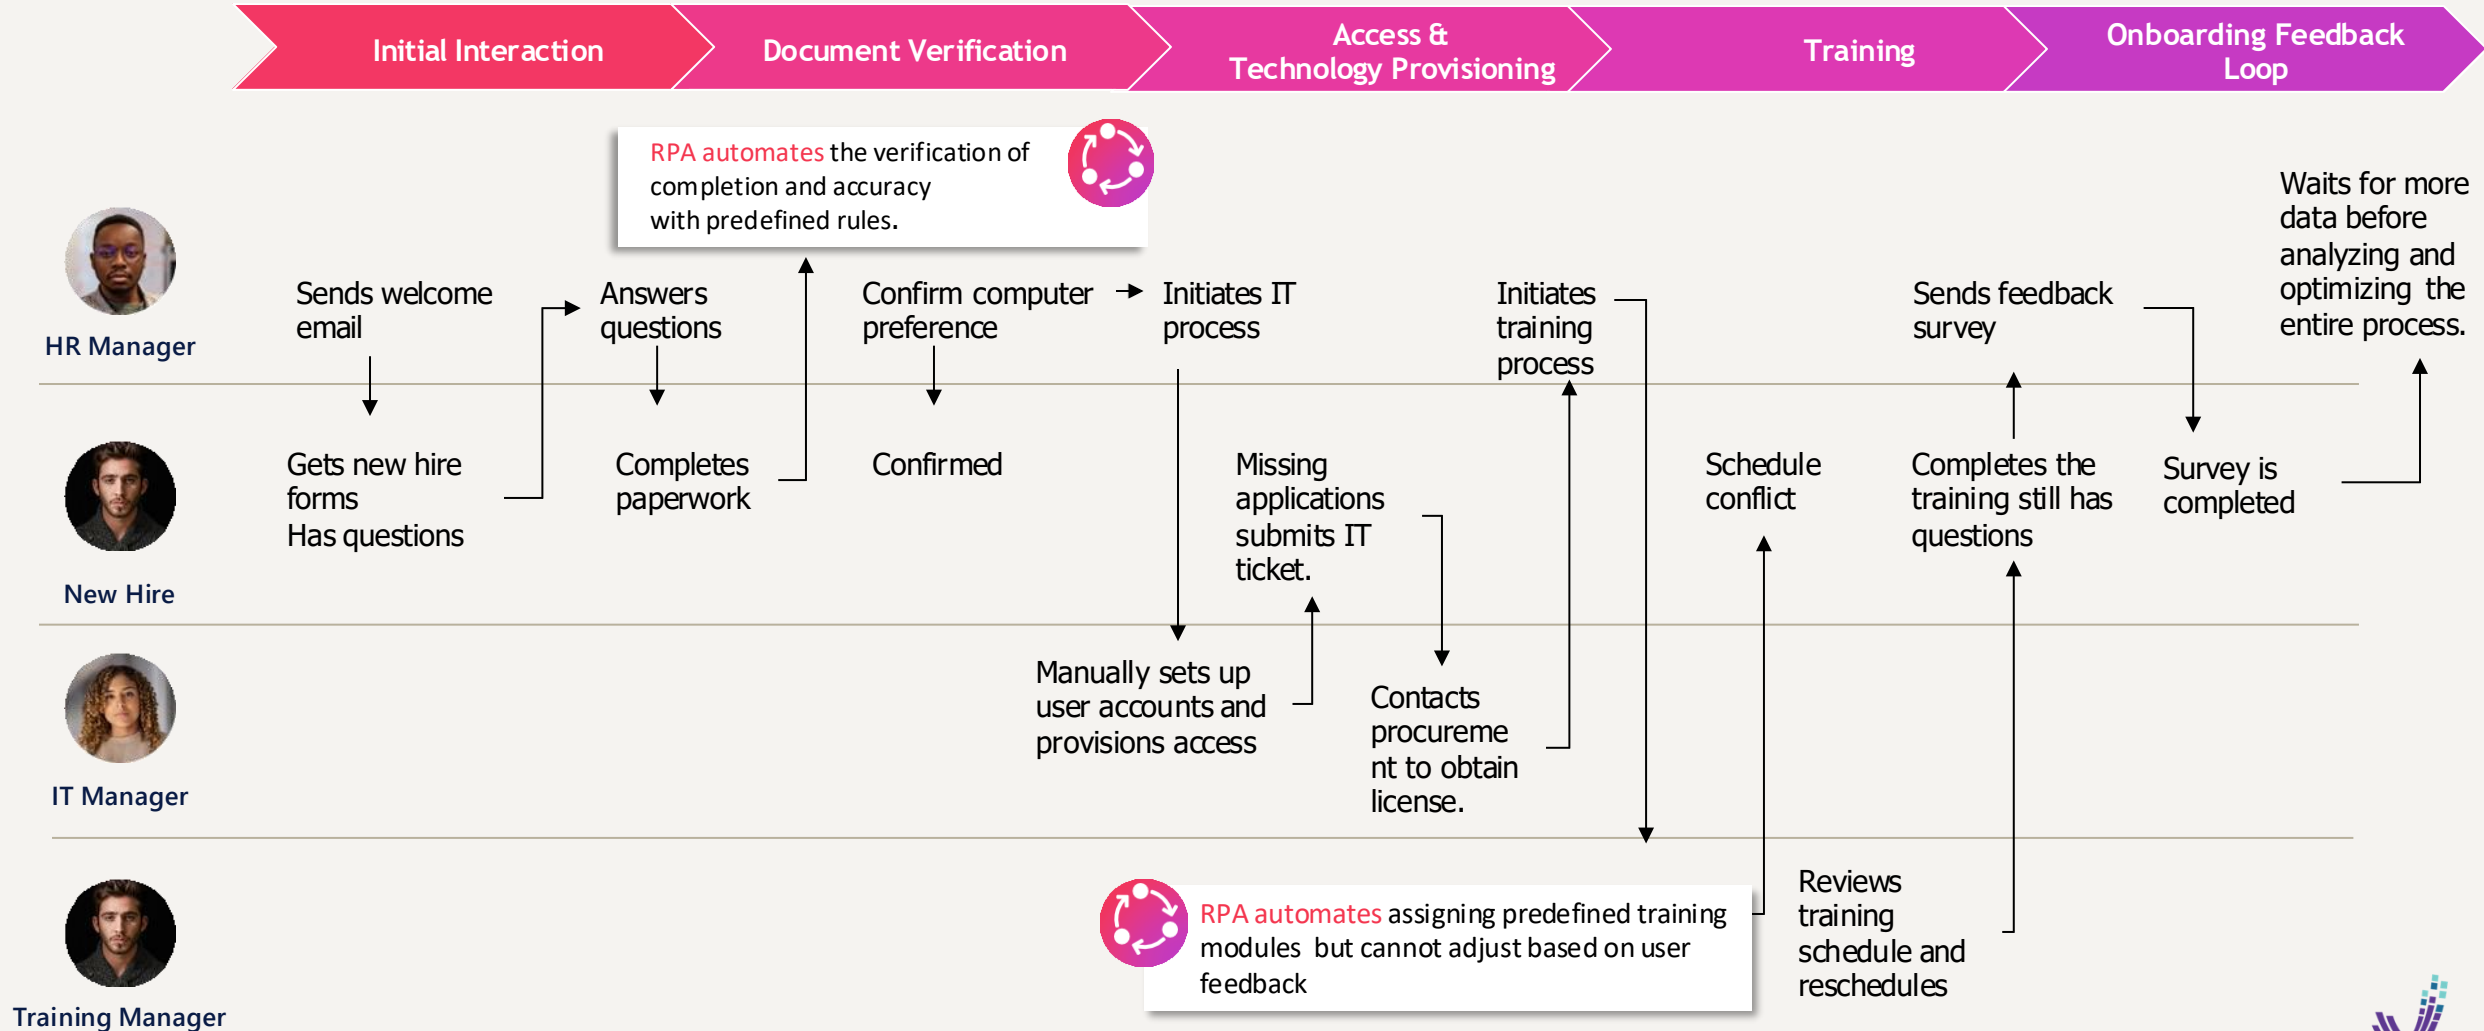 Initial Interaction
Document Verification
Access &
Technology Provisioning
Training
Onboarding Feedback
Loop
RPA automates the verification of
completion and accuracy
with predefined rules.
HR Manager
Sends welcome
email
Answers
questions
Confirm computer
preference
Initiates IT
process
Initiates
training
process
Sends feedback
survey
Waits for more
data before
analyzing and
optimizing the
entire process.
New Hire
Gets new hire
forms
Has questions
Completes
paperwork
Confirmed
Missing
applications
submits IT
ticket.
Schedule
conflict
Completes the
training still has
questions
Survey is
completed
IT Manager
Manually sets up
user accounts and
provisions access
Contacts
procureme
nt to obtain
license.
Training Manager
RPA automates assigning predefined training
modules but cannot adjust based on user
feedback
Reviews
training
schedule and
reschedules